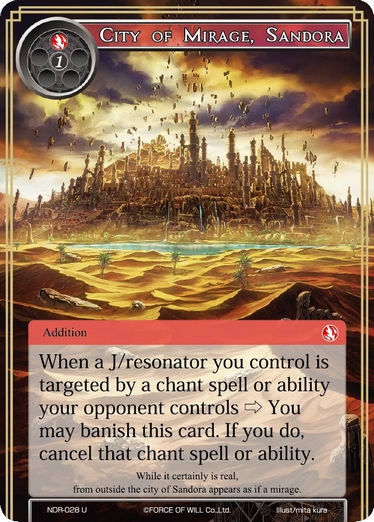 City of Mirage, Sandora
1
Addition
When a J/resonator you control is
targeted by a chant spell or ability
your opponent controls ⇨ You
may banish this card. If you do,
cancel that chant spell or ability.
While it certainly is real,
from outside the city of Sandora appears as if a mirage.
NDR-028 U
©FORCE OF WILL Co.,Ltd.
Illust/mita kura